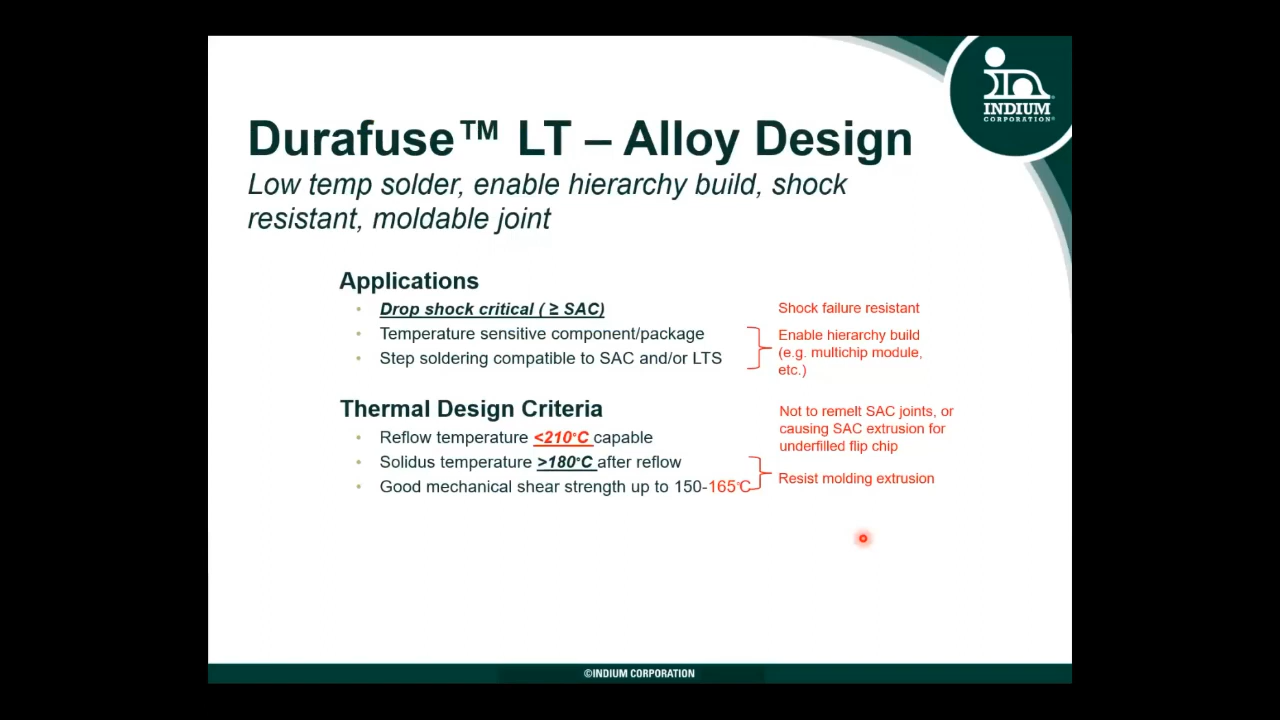 INDIUM
CORPORATION®
Durafuse™ LT – Alloy Design
Low temp solder, enable hierarchy build, shock
resistant, moldable joint
Applications
• Drop shock critical ( ≥ SAC)
Shock failure resistant
• Temperature sensitive component/package
• Step soldering compatible to SAC and/or LTS
Enable hierarchy build
(e.g. multichip module,
etc.)
Thermal Design Criteria
• Reflow temperature <210°C capable
Not to remelt SAC joints, or
causing SAC extrusion for
underfilled flip chip
• Solidus temperature >180°C after reflow
• Good mechanical shear strength up to 150-165°C
Resist molding extrusion
©INDIUM CORPORATION